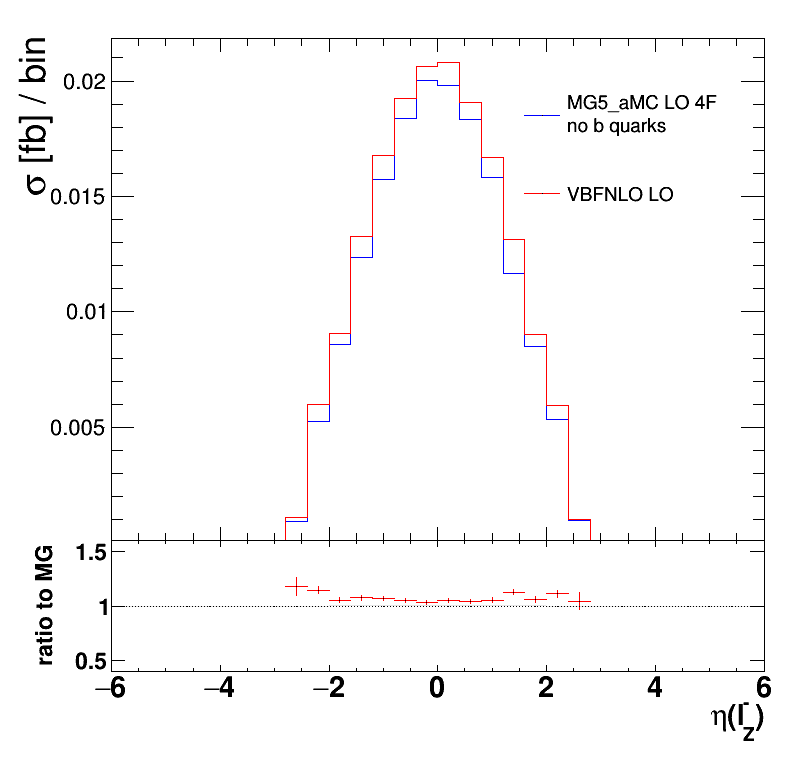 σ [fb] / bin
0.02
0.015
0.01
0.005
MG5_aMC LO 4F
no b quarks
VBFNLO LO
ratio to MG
1.5
1
0.5
−6
−4
−2
0
2
4
6
η(l⁻_z)